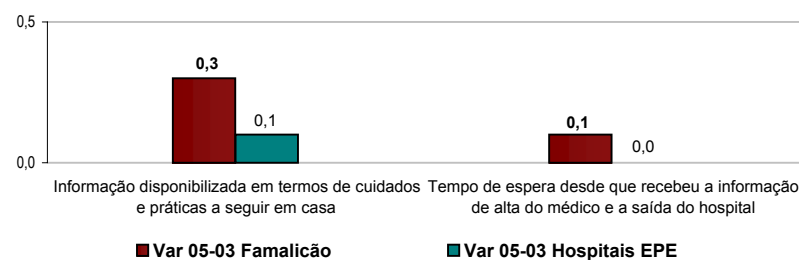 0,5
0,3
0,1
0,1
0,0
0,0
Informação disponibilizada em termos de cuidados
e práticas a seguir em casa
Tempo de espera desde que recebeu a informação
de alta do médico e a saída do hospital
Var 05-03 Famalicão
Var 05-03 Hospitais EPE